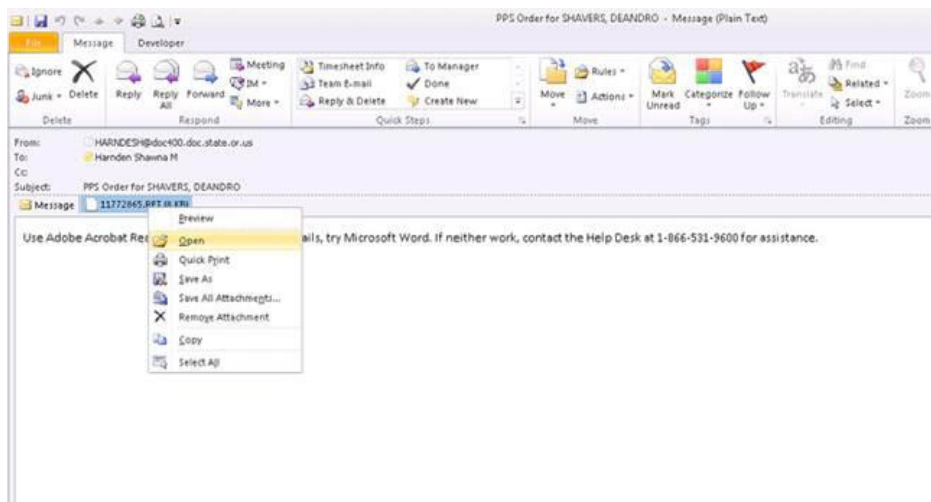 PPS Order for SHAVERS, DEANDRO - Message (Plain Text)
File Message Developer
Ignore
Junk
Delete
Reply
Reply All
Forward
Meeting
IM
More
Timesheet Info
Team E-mail
Reply & Delete
To Manager
Done
Create New
Move
Rules
Actions
Mark Unread
Categorize
Follow Up
Translate
Find
Related
Select
Zoom
Delete Respond Quick Steps Move Tags Editing Zoom
From: HARNDESH@doc400.doc.state.or.us
To: Harnden Shawna M
Cc:
Subject: PPS Order for SHAVERS, DEANDRO
Message 11772865.RFT (8 KB)
Use Adobe Acrobat ails, try Microsoft Word. If neither work, contact the Help Desk at 1-866-531-9600 for assistance.
Preview
Open
Quick Print
Save As
Save All Attachments...
Remove Attachment
Copy
Select All